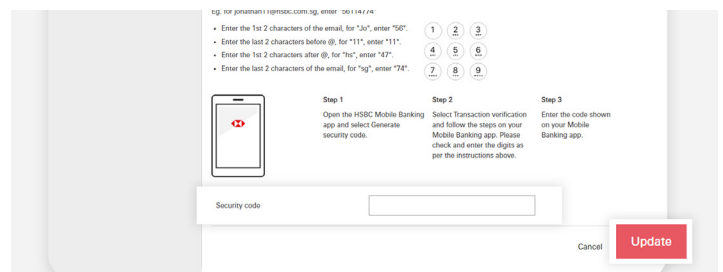 Eg. for jonathan11@hsbc.com.sg, enter "56114774"
• Enter the 1st 2 characters of the email, for "Jo", enter "56".
• Enter the last 2 characters before @, for "11", enter "11".
• Enter the 1st 2 characters after @, for "hs", enter "47".
• Enter the last 2 characters of the email, for "sg", enter "74".
1 2 3
4 5 6
7 8 9
Step 1
Open the HSBC Mobile Banking
app and select Generate
security code.
Step 2
Select Transaction verification
and follow the steps on your
Mobile Banking app. Please
check and enter the digits as
per the instructions above.
Step 3
Enter the code shown
on your Mobile
Banking app.
Security code
Cancel
Update